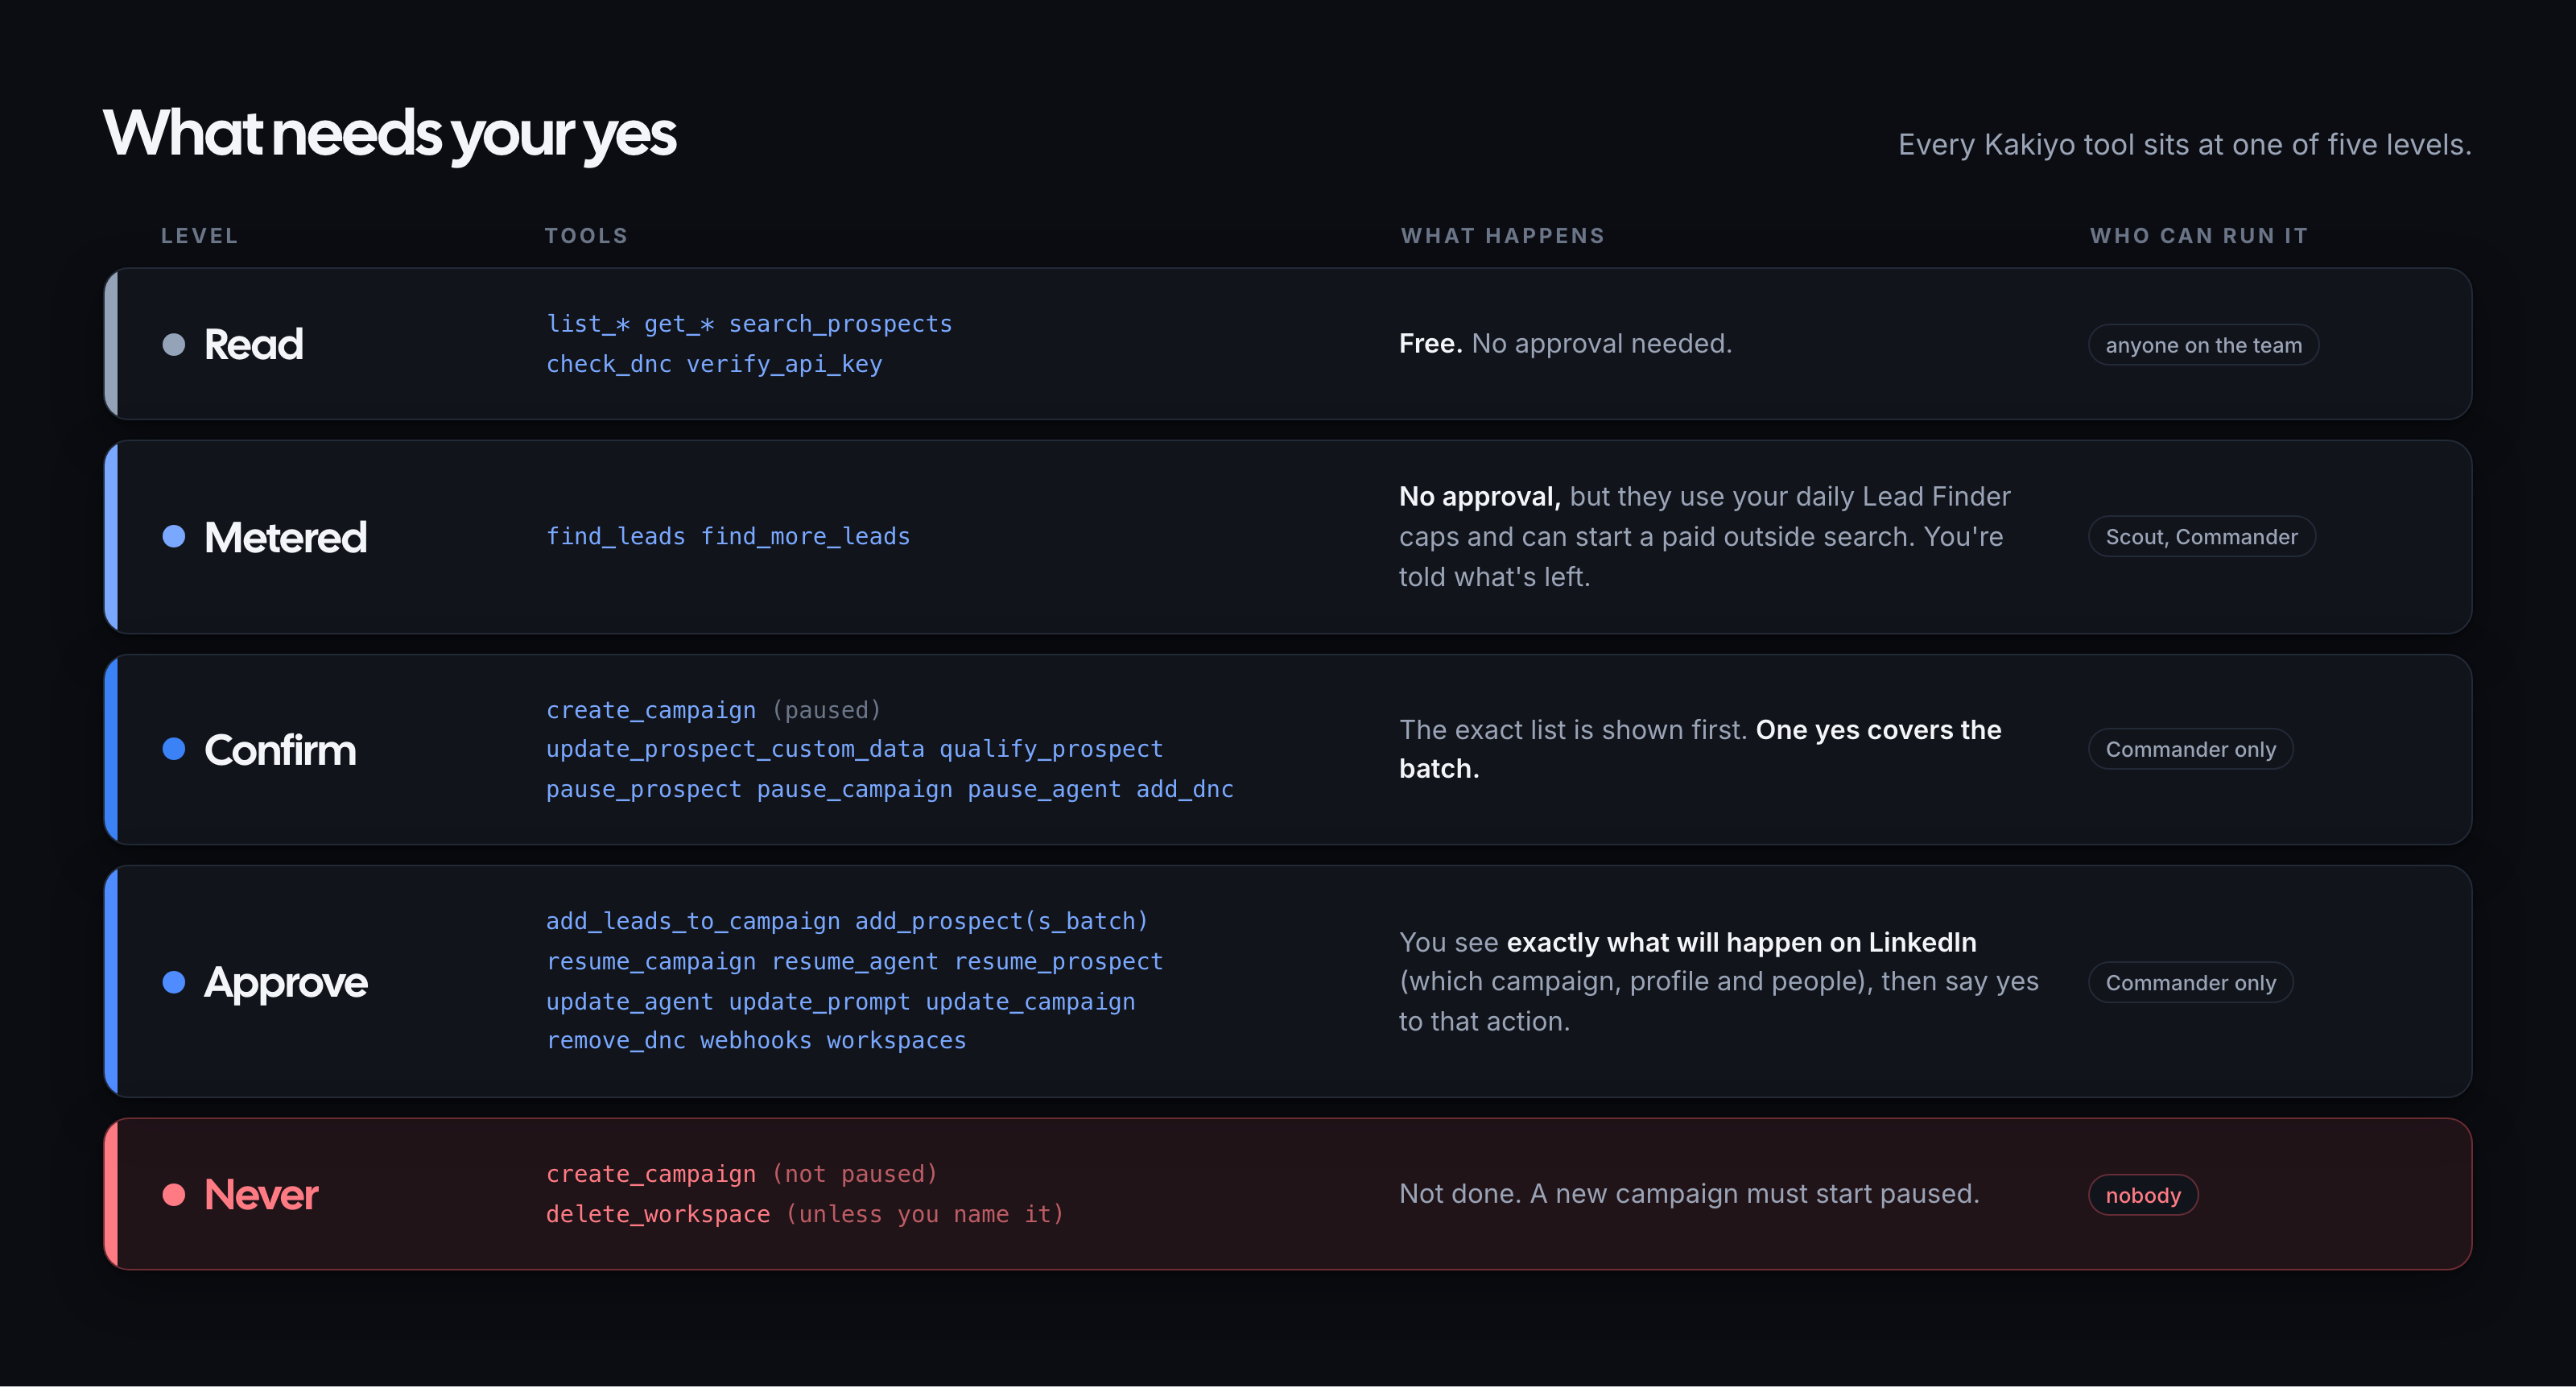 What needs your yes
Every Kakiyo tool sits at one of five levels.
LEVEL TOOLS WHAT HAPPENS WHO CAN RUN IT
Read
list_* get_* search_prospects
check_dnc verify_api_key
Free. No approval needed.
anyone on the team
Metered
find_leads find_more_leads
No approval, but they use your daily Lead Finder
caps and can start a paid outside search. You're
told what's left.
Scout, Commander
Confirm
create_campaign (paused)
update_prospect_custom_data qualify_prospect
pause_prospect pause_campaign pause_agent add_dnc
The exact list is shown first. One yes covers the
batch.
Commander only
Approve
add_leads_to_campaign add_prospect(s_batch)
resume_campaign resume_agent resume_prospect
update_agent update_prompt update_campaign
remove_dnc webhooks workspaces
You see exactly what will happen on LinkedIn
(which campaign, profile and people), then say yes
to that action.
Commander only
Never
create_campaign (not paused)
delete_workspace (unless you name it)
Not done. A new campaign must start paused.
nobody